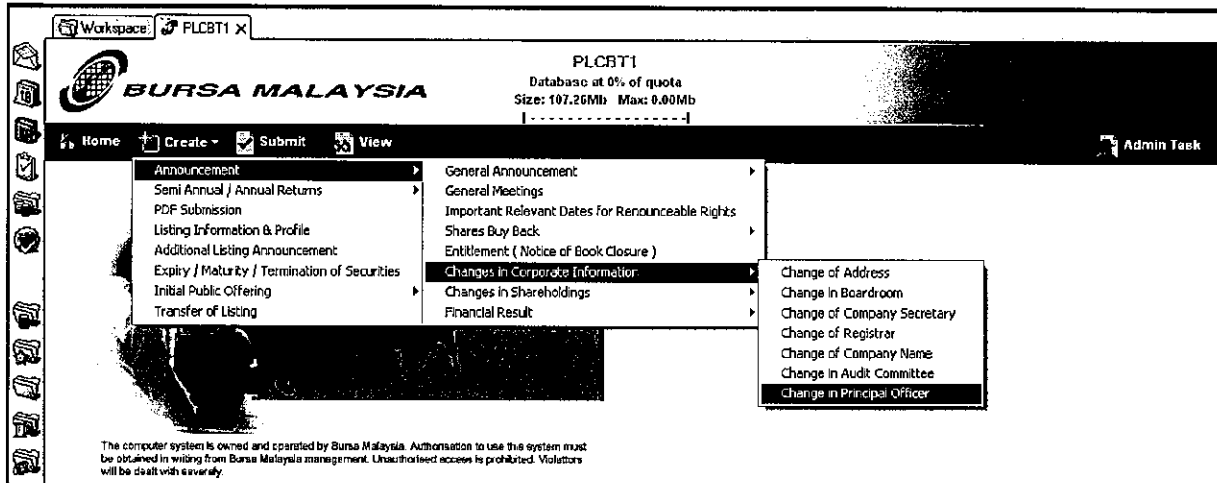 Workspace PLCBT1 X
BURSA MALAYSIA
PLCBT1
Database at 0% of quota
Size: 107.26Mb Max: 0.00Mb
Home Create Submit View Admin Task
Announcement
Semi Annual / Annual Returns
PDF Submission
Listing Information & Profile
Additional Listing Announcement
Expiry / Maturity / Termination of Securities
Initial Public Offering
Transfer of Listing
General Announcement
General Meetings
Important Relevant Dates for Renounceable Rights
Shares Buy Back
Entitlement ( Notice of Book Closure )
Changes in Corporate Information
Changes in Shareholdings
Financial Result
Change of Address
Change in Boardroom
Change of Company Secretary
Change of Registrar
Change of Company Name
Change in Audit Committee
Change in Principal Officer
The computer system is owned and operated by Bursa Malaysia. Authorisation to use this system must
be obtained in writing from Bursa Malaysia management. Unauthorised access is prohibited. Violators
will be dealt with severely.